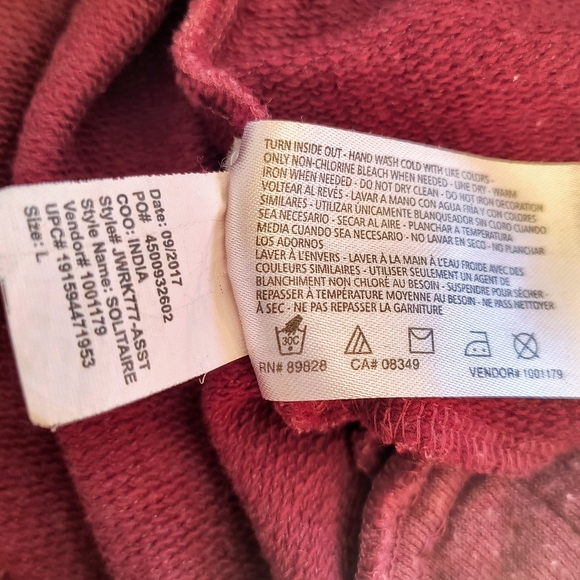 Date: 09/2017
PO# 4500932602
COO: INDIA
Style# JWRK777-ASST
Style Name: SOLITAIRE
Vendor# 1001179
UPC# 191594471953
Size: L
TURN INSIDE OUT - HAND WASH COLD WITH LIKE COLORS -
ONLY NON-CHLORINE BLEACH WHEN NEEDED - LINE DRY - WARM
IRON WHEN NEEDED - DO NOT DRY CLEAN - DO NOT IRON DECORATION
VOLTEAR AL REVÉS - LAVAR A MANO CON AGUA FRÍA Y CON COLORES
SIMILARES - UTILIZAR ÚNICAMENTE BLANQUEADOR SIN CLORO CUANDO
SEA NECESARIO - SECAR AL AIRE - PLANCHAR A TEMPERATURA
MEDIA CUANDO SEA NECESARIO - NO LAVAR EN SECO - NO PLANCHAR
LOS ADORNOS
LAVER À L'ENVERS - LAVER À LA MAIN À L'EAU FROIDE AVEC DES
COULEURS SIMILAIRES - UTILISER SEULEMENT UN AGENT DE
BLANCHIMENT NON CHLORÉ AU BESOIN - SUSPENDRE POUR SÉCHER -
REPASSER À TEMPÉRATURE MOYENNE AU BESOIN - NE PAS NETTOYER
À SEC - NE PAS REPASSER LA GARNITURE
30C
RN# 89828 CA# 08349 VENDOR# 1001179